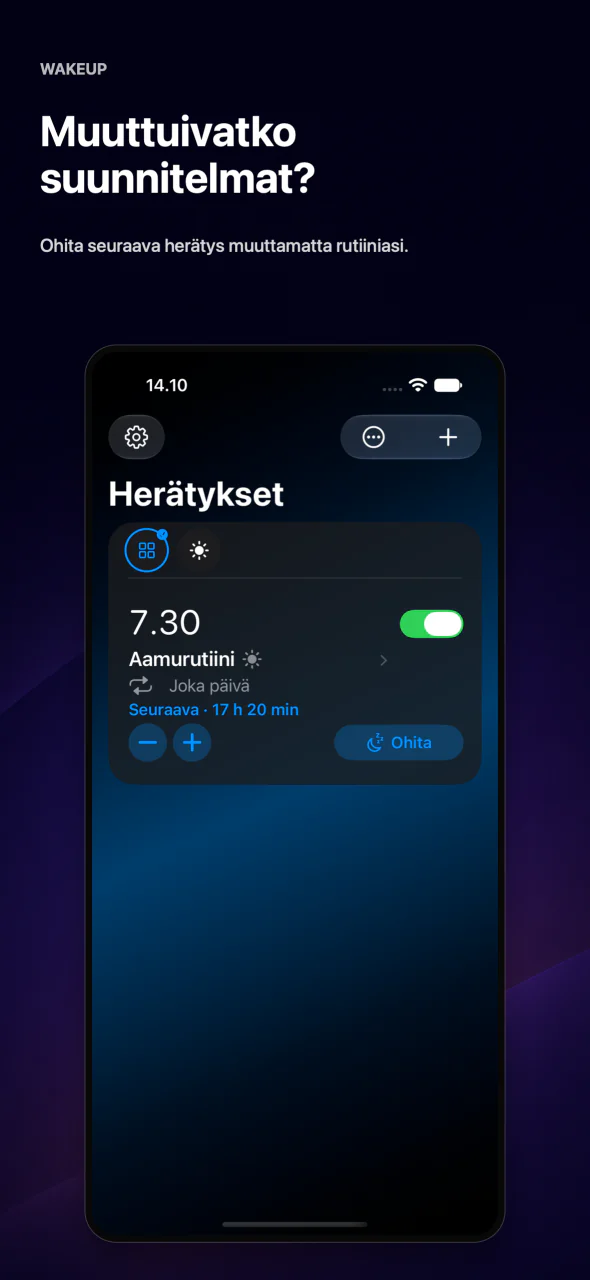 WAKEUP
Muuttuivatko
suunnitelmat?
Ohita seuraava herätys muuttamatta rutiiniasi.
14.10
Herätykset
7.30
Aamurutiini
Joka päivä
Seuraava · 17 h 20 min
Ohita